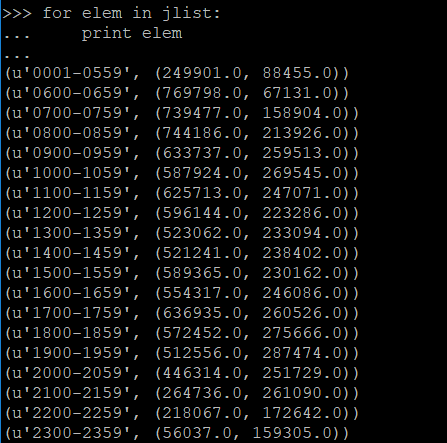 >>> for elem in jlist:
...     print elem
...
(u'0001-0559', (249901.0, 88455.0))
(u'0600-0659', (769798.0, 67131.0))
(u'0700-0759', (739477.0, 158904.0))
(u'0800-0859', (744186.0, 213926.0))
(u'0900-0959', (633737.0, 259513.0))
(u'1000-1059', (587924.0, 269545.0))
(u'1100-1159', (625713.0, 247071.0))
(u'1200-1259', (596144.0, 223286.0))
(u'1300-1359', (523062.0, 233094.0))
(u'1400-1459', (521241.0, 238402.0))
(u'1500-1559', (589365.0, 230162.0))
(u'1600-1659', (554317.0, 246086.0))
(u'1700-1759', (636935.0, 260526.0))
(u'1800-1859', (572452.0, 275666.0))
(u'1900-1959', (512556.0, 287474.0))
(u'2000-2059', (446314.0, 251729.0))
(u'2100-2159', (264736.0, 261090.0))
(u'2200-2259', (218067.0, 172642.0))
(u'2300-2359', (56037.0, 159305.0))